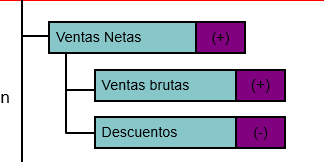 Ventas Netas (+)
n
Ventas brutas (+)
Descuentos (-)